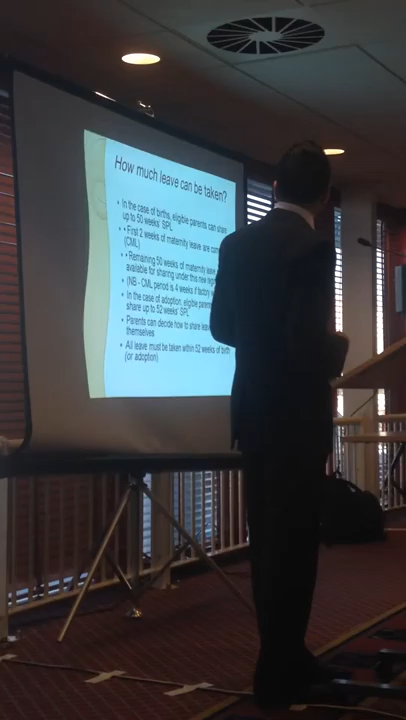 How much leave can be taken?
• In the case of births, eligible parents can share
up to 50 weeks' SPL
• First 2 weeks of maternity leave are com
(CML)
• Remaining 50 weeks of maternity leave
available for sharing under this new
(NB - CML period is 4 weeks if factory
• In the case of adoption eligible paren
share up to 52 weeks' SPL
• Parents can decide how to share leav
themselves
• All leave must be taken within 52 weeks of birth
(or adoption)